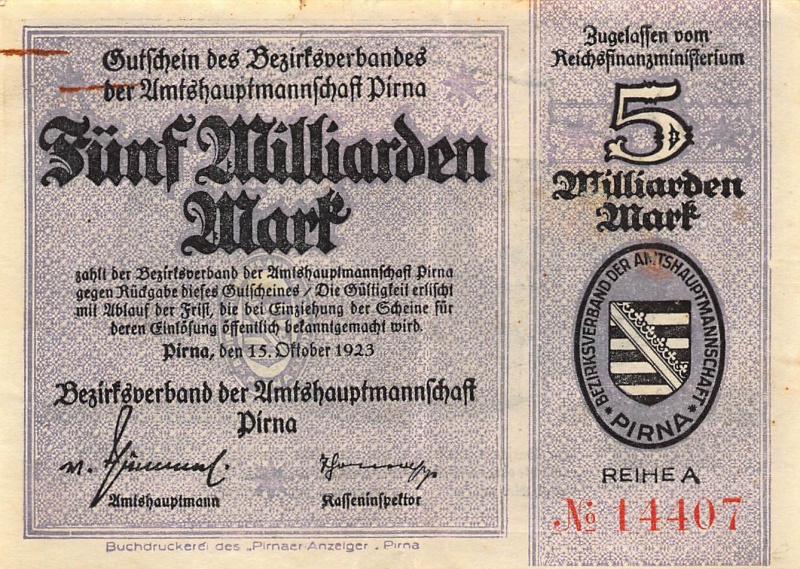 Gutschein des Bezirksverbandes
der Amtshauptmannschaft Pirna
Fünf Milliarden
Mark
zahlt der Bezirksverband der Amtshauptmannschaft Pirna
gegen Rückgabe dieses Gutscheines / Die Gültigkeit erlischt
mit Ablauf der Frist, die bei Einziehung der Scheine für
deren Einlösung öffentlich bekanntgemacht wird.
Pirna, den 15. Oktober 1923
Bezirksverband der Amtshauptmannschaft
Pirna
Amtshauptmann
Kasseninspektor
Buchdruckerei des „Pirnaer Anzeiger“, Pirna
Zugelassen vom
Reichsfinanzministerium
5
Milliarden
Mark
BEZIRKSVERBAND DER AMTSHAUPTMANNSCHAFT
* PIRNA *
REIHE A
№ 14407